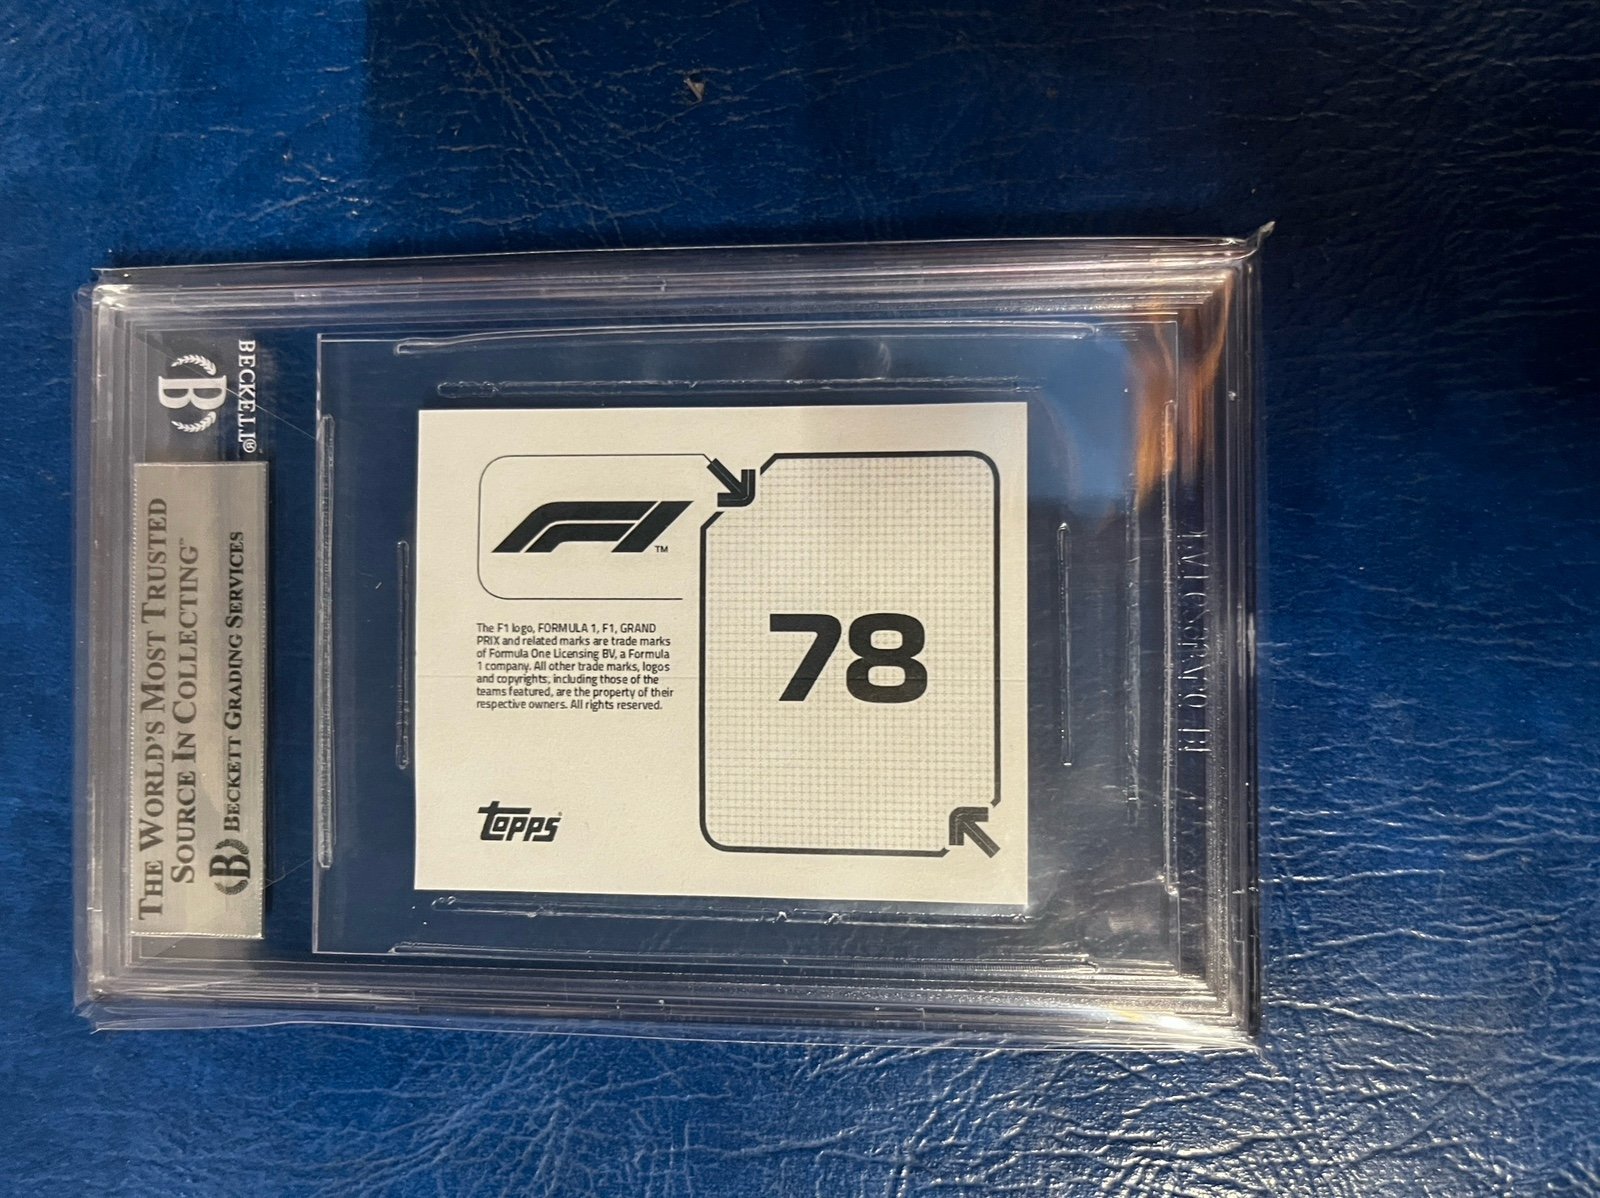 BECKETT®
B
THE WORLD'S MOST TRUSTED
SOURCE IN COLLECTING™
B BECKETT GRADING SERVICES
F1
TM
The F1 logo, FORMULA 1, F1, GRAND
PRIX and related marks are trade marks
of Formula One Licensing BV, a Formula
1 company. All other trade marks, logos
and copyrights, including those of the
teams featured, are the property of their
respective owners. All rights reserved.
topps
78